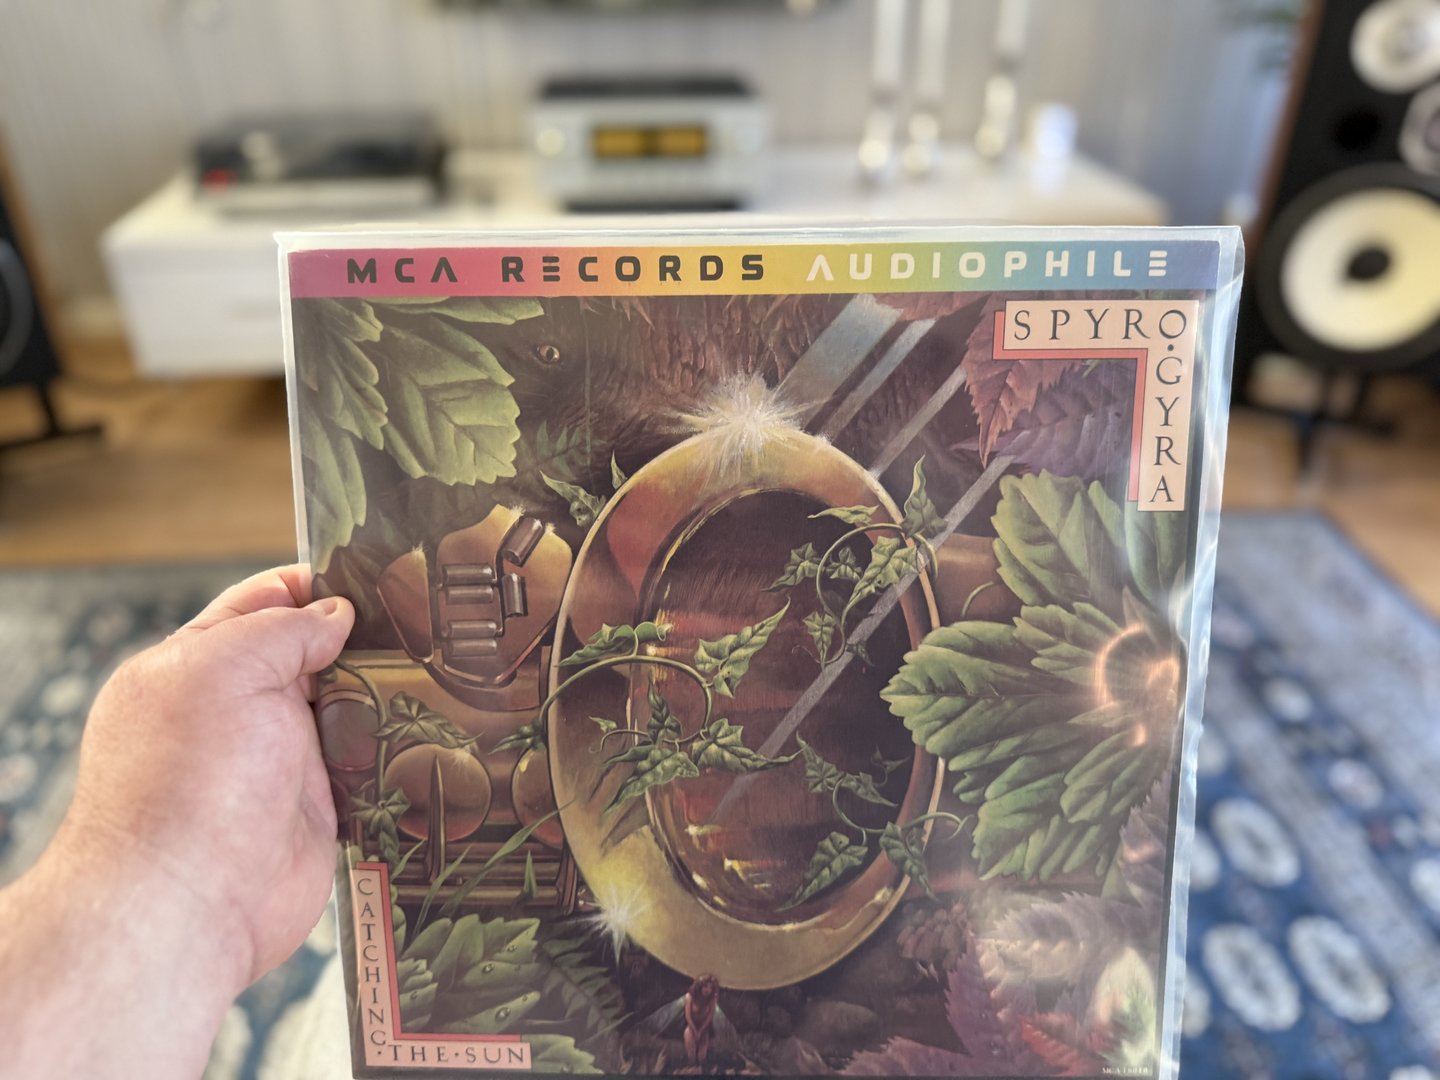 MCA RECORDS AUDIOPHILE
SPYRO·GYRA
CATCHING·THE·SUN